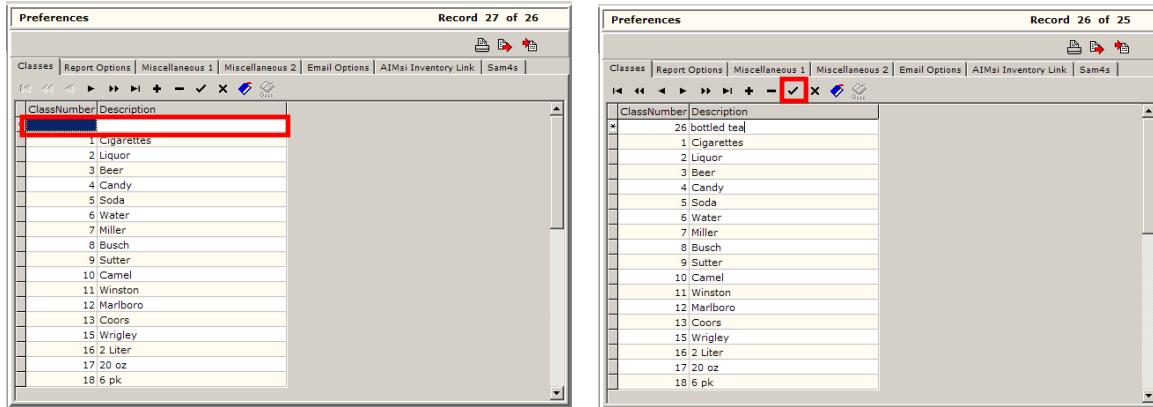 Preferences Record 27 of 26
Classes Report Options Miscellaneous 1 Miscellaneous 2 Email Options AIMsi Inventory Link Sam4s
ClassNumber Description
1 Cigarettes
2 Liquor
3 Beer
4 Candy
5 Soda
6 Water
7 Miller
8 Busch
9 Sutter
10 Camel
11 Winston
12 Marlboro
13 Coors
15 Wrigley
16 2 Liter
17 20 oz
18 6 pk
Preferences Record 26 of 25
Classes Report Options Miscellaneous 1 Miscellaneous 2 Email Options AIMsi Inventory Link Sam4s
ClassNumber Description
* 26 bottled tea
1 Cigarettes
2 Liquor
3 Beer
4 Candy
5 Soda
6 Water
7 Miller
8 Busch
9 Sutter
10 Camel
11 Winston
12 Marlboro
13 Coors
15 Wrigley
16 2 Liter
17 20 oz
18 6 pk